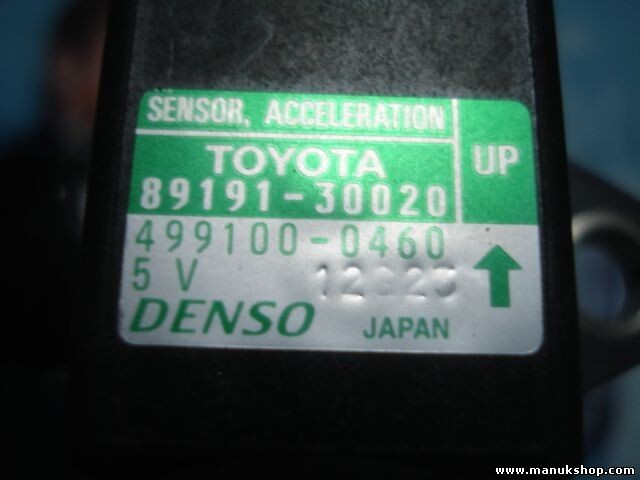 SENSOR, ACCELERATION
TOYOTA
UP
89191-30020
499100-0460
5 V
DENSO
JAPAN
www.manukshop.com